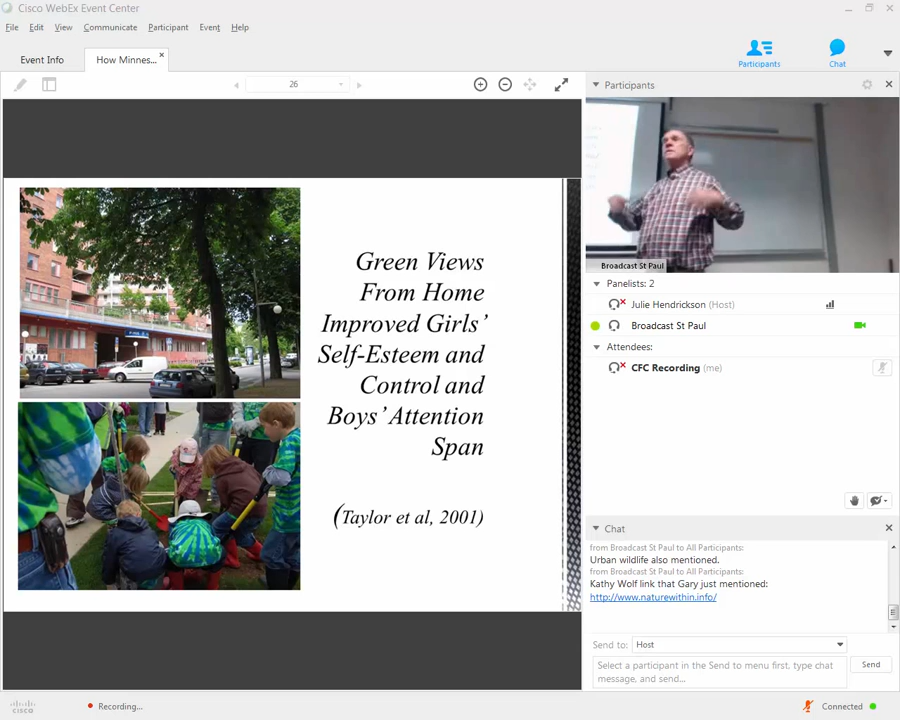 Cisco WebEx Event Center
File Edit View Communicate Participant Event Help
Event Info
How Minnes...
Participants
Chat
26
Participants
Green Views
From Home
Improved Girls’
Self-Esteem and
Control and
Boys’ Attention
Span
(Taylor et al, 2001)
Broadcast St Paul
Panelists: 2
Julie Hendrickson (Host)
Broadcast St Paul
Attendees:
CFC Recording (me)
Chat
from Broadcast St Paul to All Participants:
Urban wildlife also mentioned.
from Broadcast St Paul to All Participants:
Kathy Wolf link that Gary just mentioned:
http://www.naturewithin.info/
Send to: Host
Select a participant in the Send to menu first, type chat
message, and send...
Send
cisco
Recording...
Connected